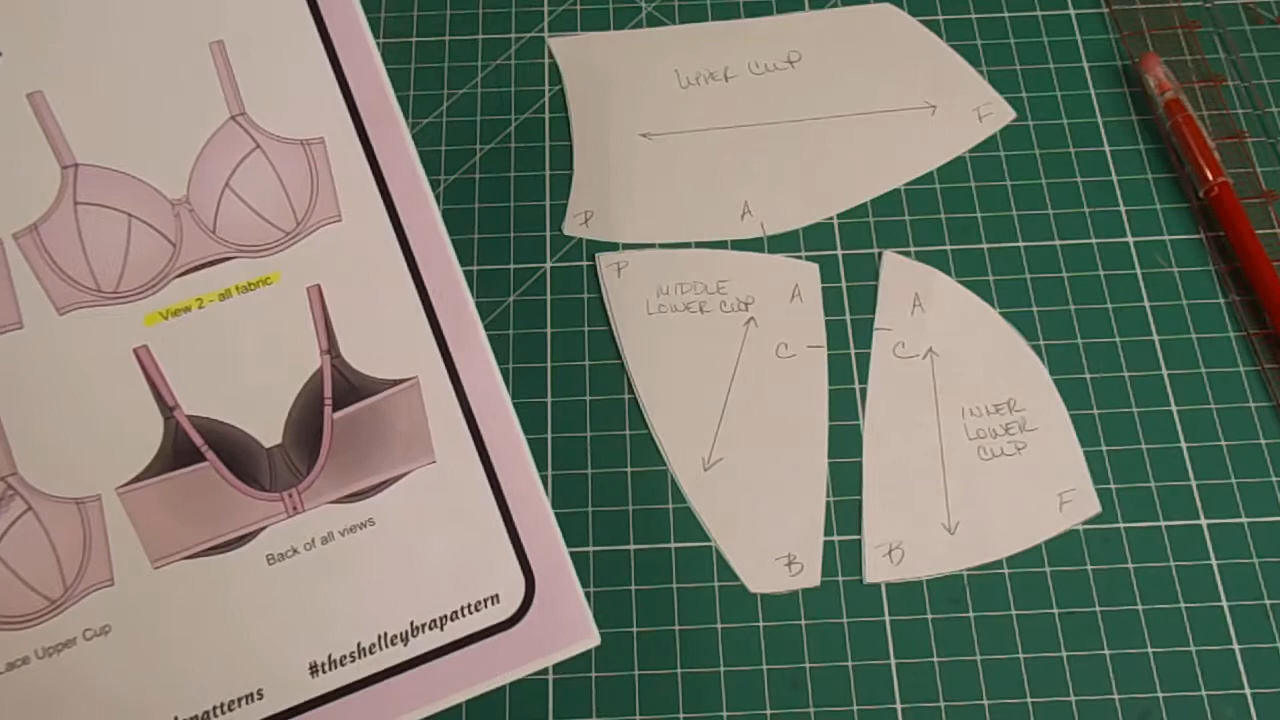 View 2 - all fabric
Back of all views
Lace Upper Cup
#theshelleybrapattern
patterns
UPPER CUP
F
P
A
P
MIDDLE
LOWER CUP
A
C
B
A
C
INNER
LOWER
CUP
F
B